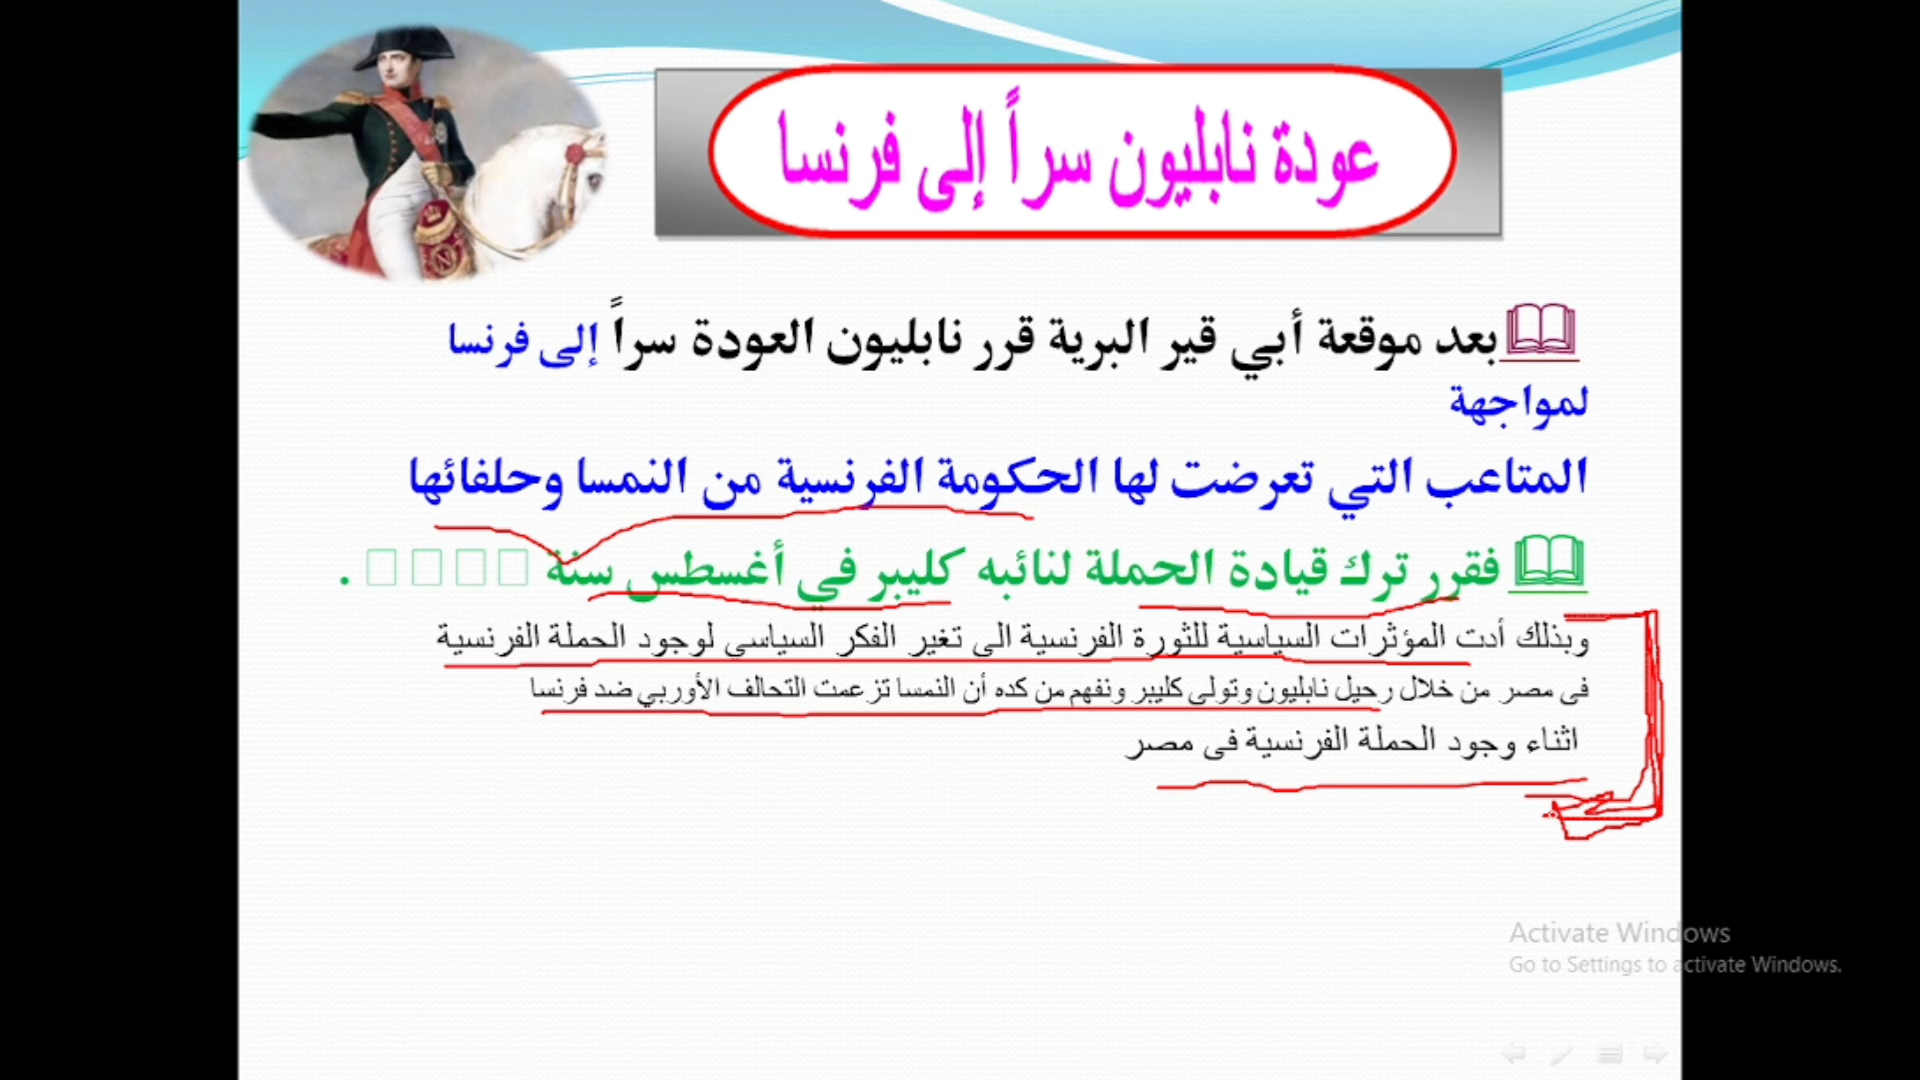 عودة نابليون سراً إلى فرنسا
بعد موقعة أبي قير البرية قرر نابليون العودة سراً إلى فرنسا
لمواجهة
المتاعب التي تعرضت لها الحكومة الفرنسية من النمسا وحلفائها
فقرر ترك قيادة الحملة لنائبه كليبر في أغسطس سنة □□□□ .
وبذلك أدت المؤثرات السياسية للثورة الفرنسية الى تغير الفكر السياسي لوجود الحملة الفرنسية
فى مصر من خلال رحيل نابليون وتولى كليبر ونفهم من كده أن النمسا تزعمت التحالف الأوربي ضد فرنسا
اثناء وجود الحملة الفرنسية فى مصر
Activate Windows
Go to Settings to activate Windows.